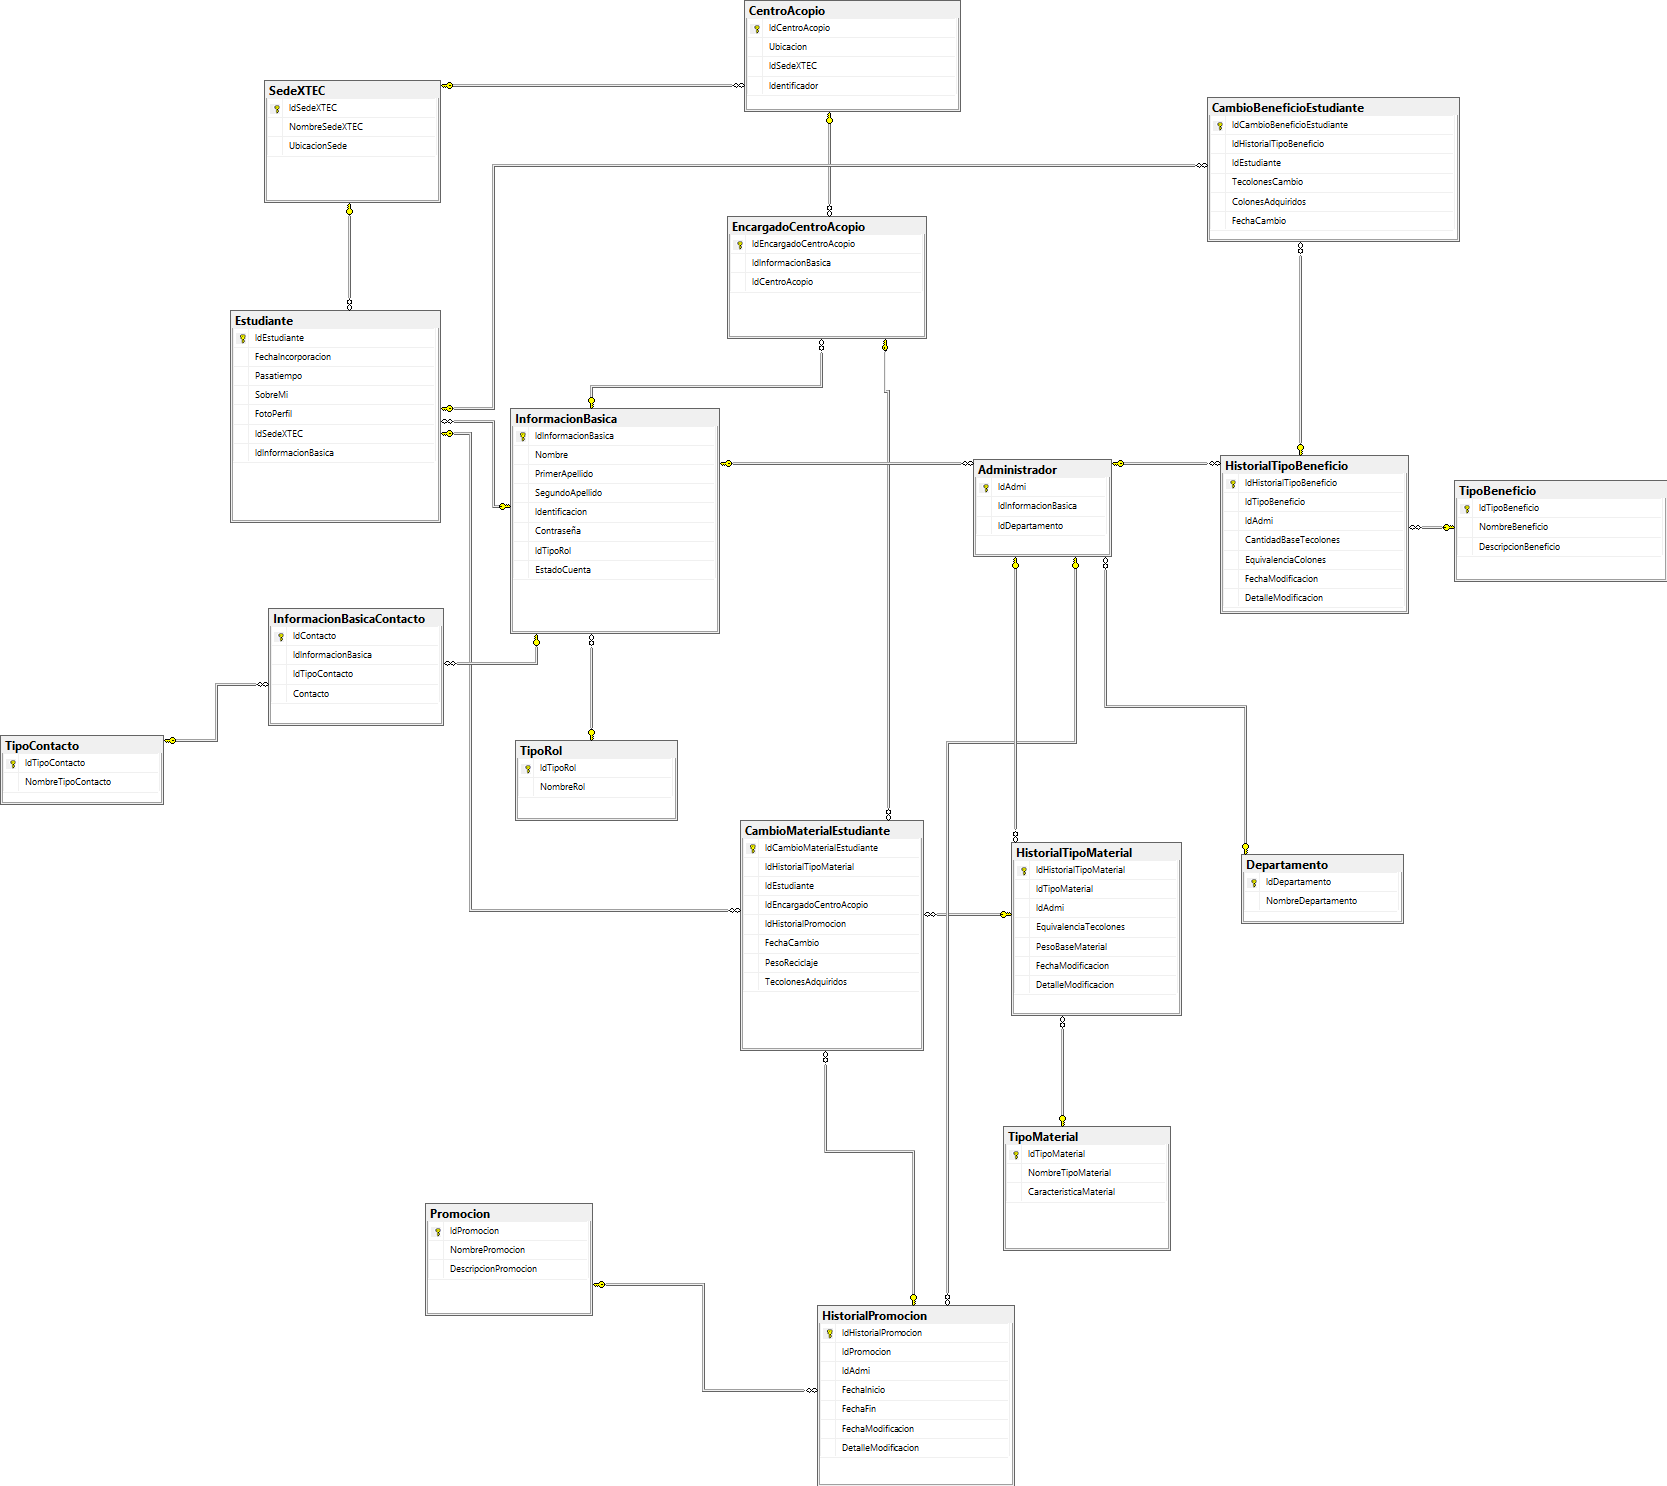 CentroAcopio
IdCentroAcopio
Ubicacion
IdSedeXTEC
Identificador
SedeXTEC
IdSedeXTEC
NombreSedeXTEC
UbicacionSede
CambioBeneficioEstudiante
IdCambioBeneficioEstudiante
IdHistorialTipoBeneficio
IdEstudiante
TecolonesCambio
ColonesAdquiridos
FechaCambio
EncargadoCentroAcopio
IdEncargadoCentroAcopio
IdInformacionBasica
IdCentroAcopio
Estudiante
IdEstudiante
FechaIncorporacion
Pasatiempo
SobreMi
FotoPerfil
IdSedeXTEC
IdInformacionBasica
InformacionBasica
IdInformacionBasica
Nombre
PrimerApellido
SegundoApellido
Identificacion
Contraseña
IdTipoRol
EstadoCuenta
Administrador
IdAdmi
IdInformacionBasica
IdDepartamento
HistorialTipoBeneficio
IdHistorialTipoBeneficio
IdTipoBeneficio
IdAdmi
CantidadBaseTecolones
EquivalenciaColones
FechaModificacion
DetalleModificacion
TipoBeneficio
IdTipoBeneficio
NombreBeneficio
DescripcionBeneficio
InformacionBasicaContacto
IdContacto
IdInformacionBasica
IdTipoContacto
Contacto
TipoContacto
IdTipoContacto
NombreTipoContacto
TipoRol
IdTipoRol
NombreRol
CambioMaterialEstudiante
IdCambioMaterialEstudiante
IdHistorialTipoMaterial
IdEstudiante
IdEncargadoCentroAcopio
IdHistorialPromocion
FechaCambio
PesoReciclaje
TecolonesAdquiridos
HistorialTipoMaterial
IdHistorialTipoMaterial
IdTipoMaterial
IdAdmi
EquivalenciaTecolones
PesoBaseMaterial
FechaModificacion
DetalleModificacion
Departamento
IdDepartamento
NombreDepartamento
TipoMaterial
IdTipoMaterial
NombreTipoMaterial
CaracteristicaMaterial
Promocion
IdPromocion
NombrePromocion
DescripcionPromocion
HistorialPromocion
IdHistorialPromocion
IdPromocion
IdAdmi
FechaInicio
FechaFin
FechaModificacion
DetalleModificacion